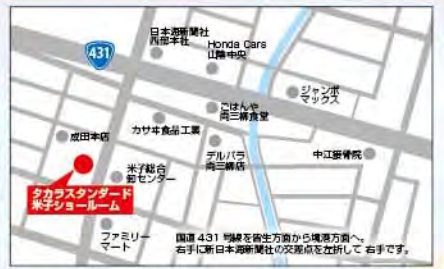 日本海新聞社
西部本社
Honda Cars
山陰中央
431
ジャンボ
マックス
ごはんや
両三柳食堂
カサヰ食品工業
成田本店
デルパラ
両三柳店
中江接骨院
米子総合
卸センター
タカラスタンダード
米子ショールーム
ファミリー
マート
国道431号線を皆生方面から境港方面へ。
右手に新日本海新聞社の交差点を左折して右手です。